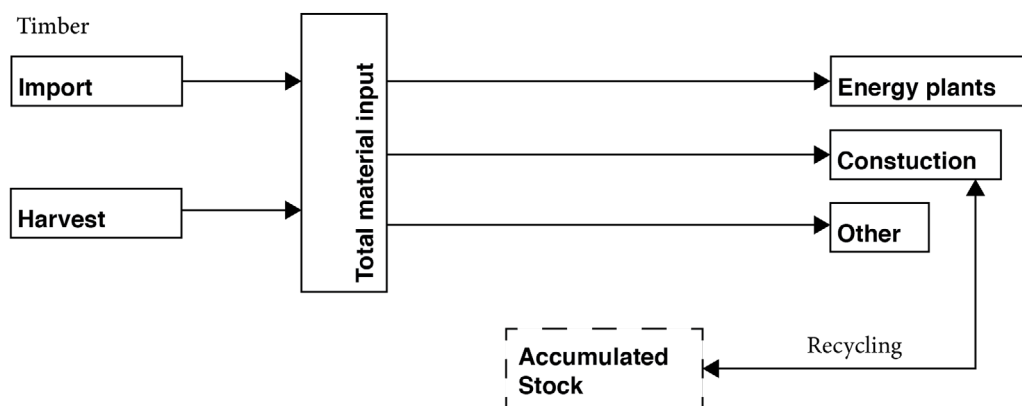 Timber
Import
Harvest
Total material input
Energy plants
Constuction
Other
Recycling
Accumulated
Stock